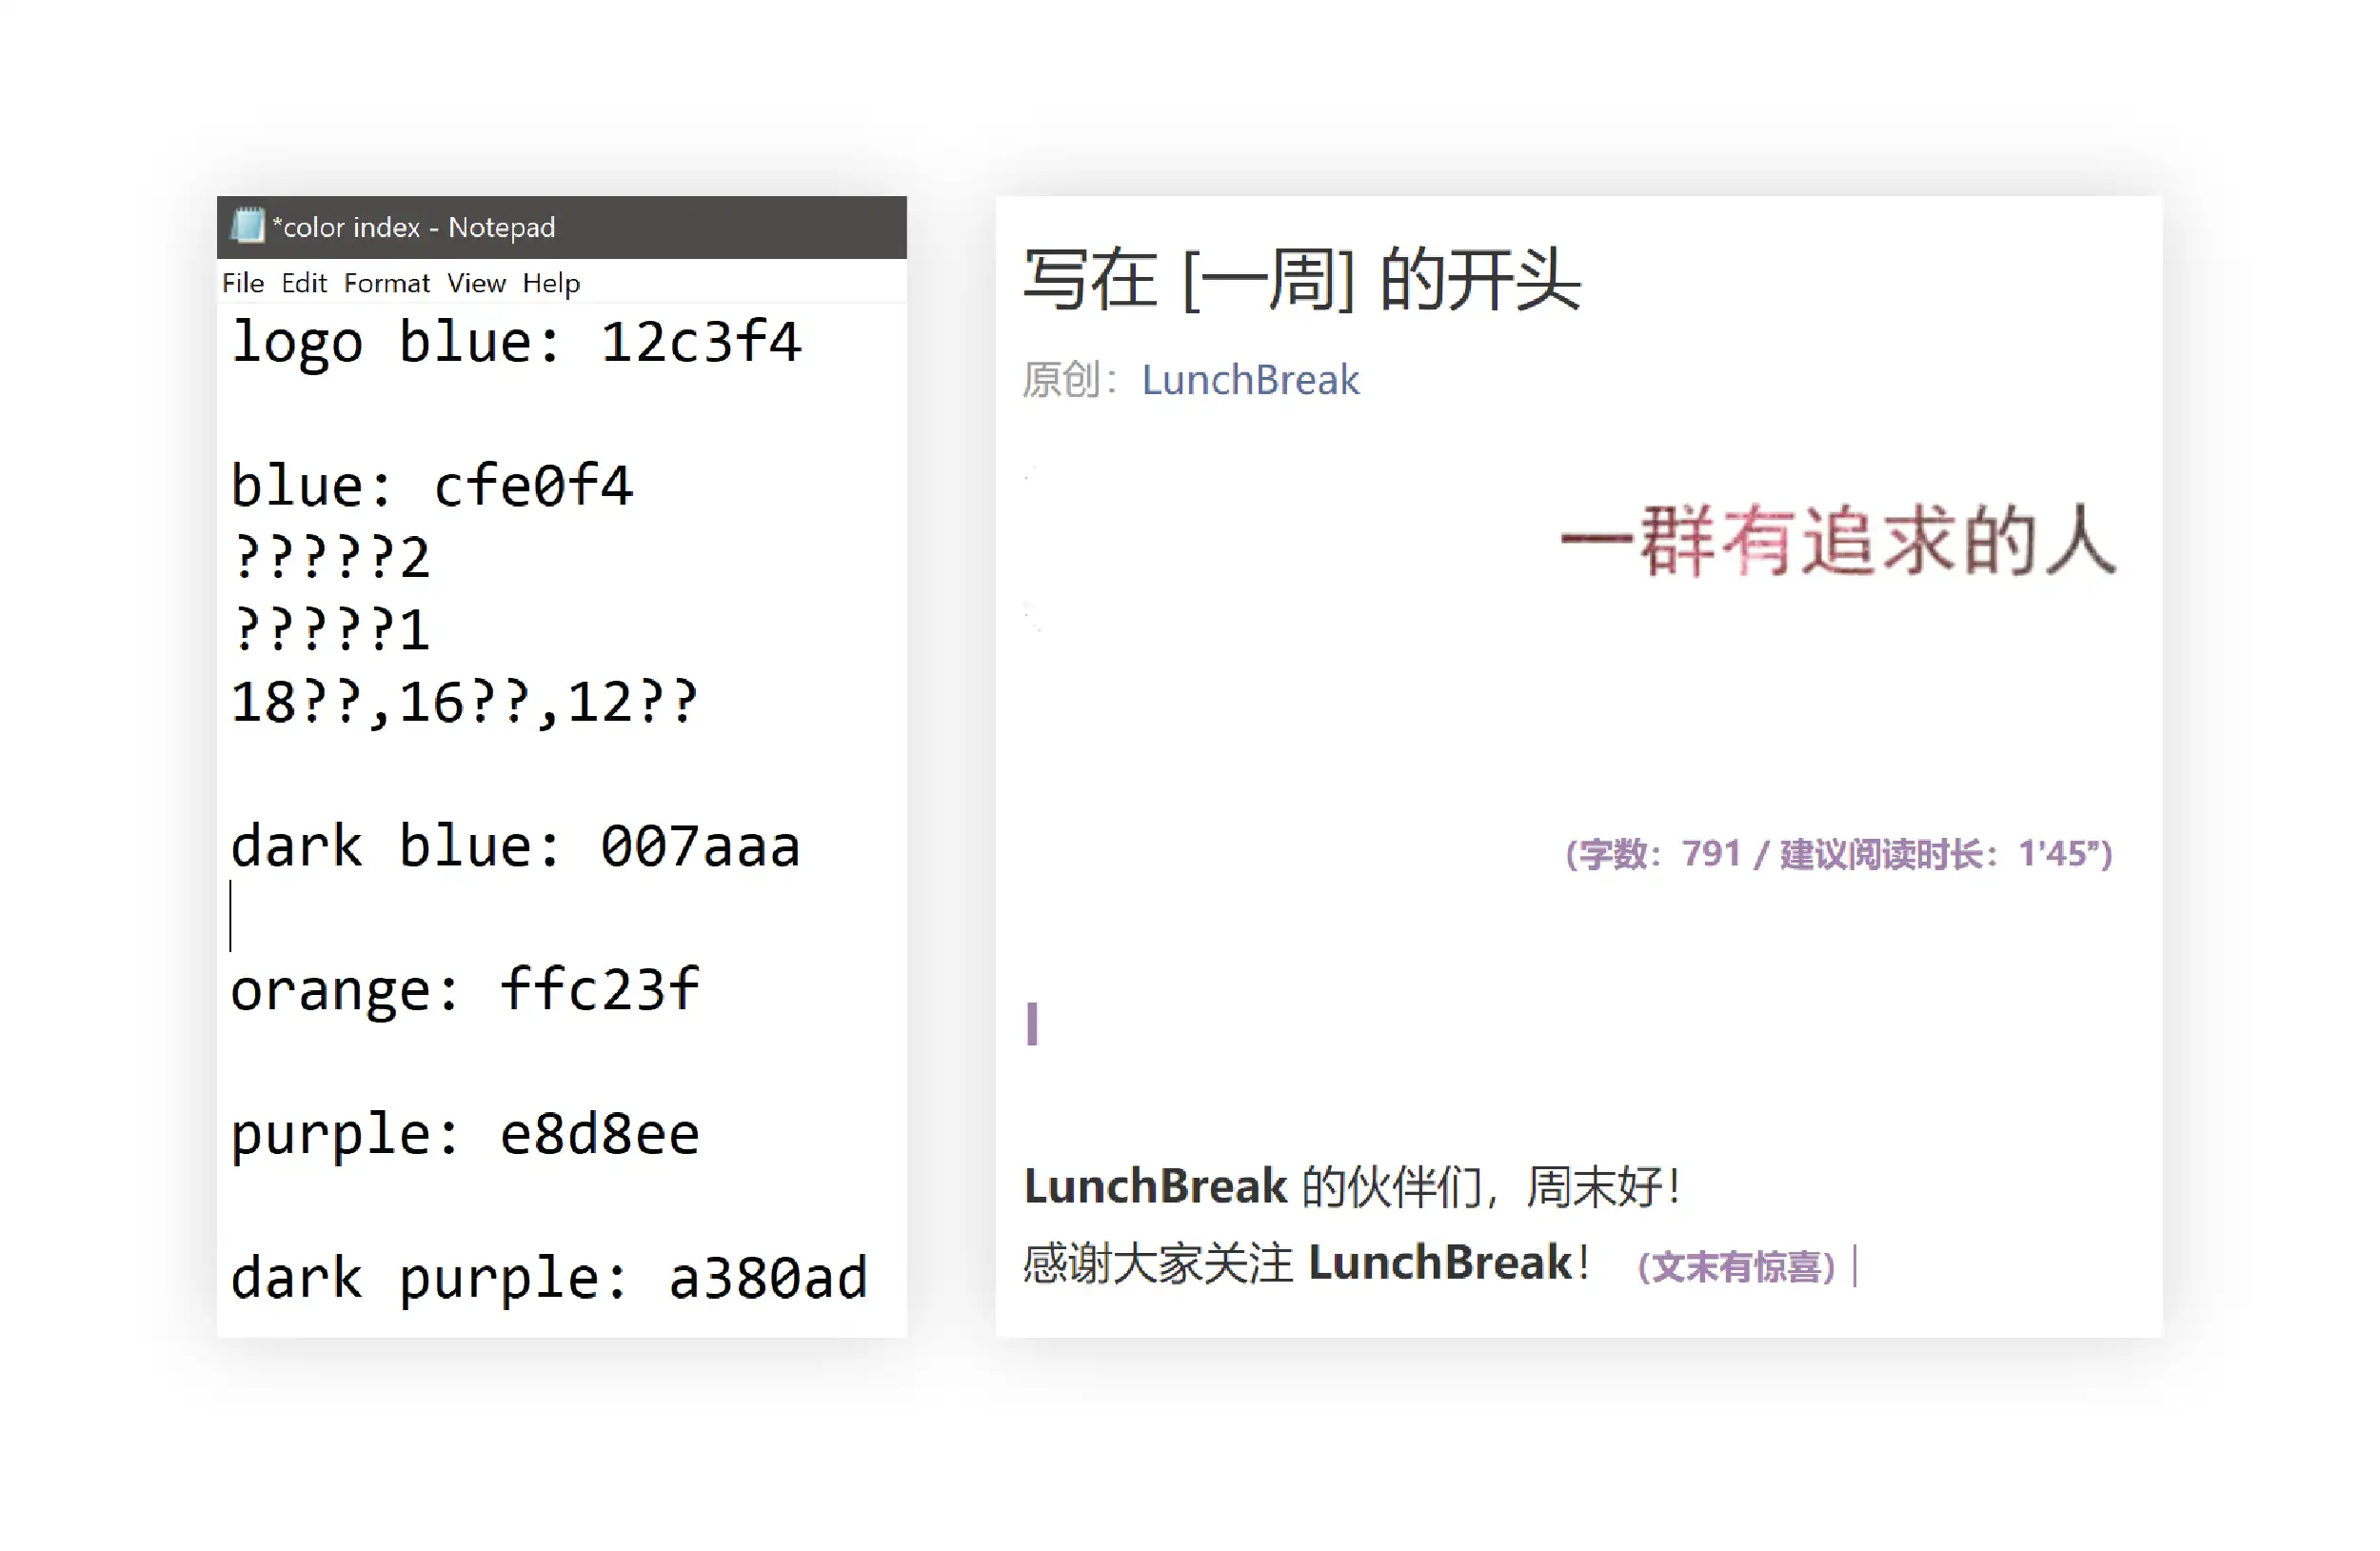 *color index - Notepad
File Edit Format View Help
logo blue: 12c3f4
blue: cfe0f4
?????2
?????1
18??,16??,12??
dark blue: 007aaa
orange: ffc23f
purple: e8d8ee
dark purple: a380ad
写在 [一周] 的开头
原创：LunchBreak
一群有追求的人
(字数：791 / 建议阅读时长：1'45”)
LunchBreak 的伙伴们，周末好！
感谢大家关注 LunchBreak！ (文末有惊喜) |